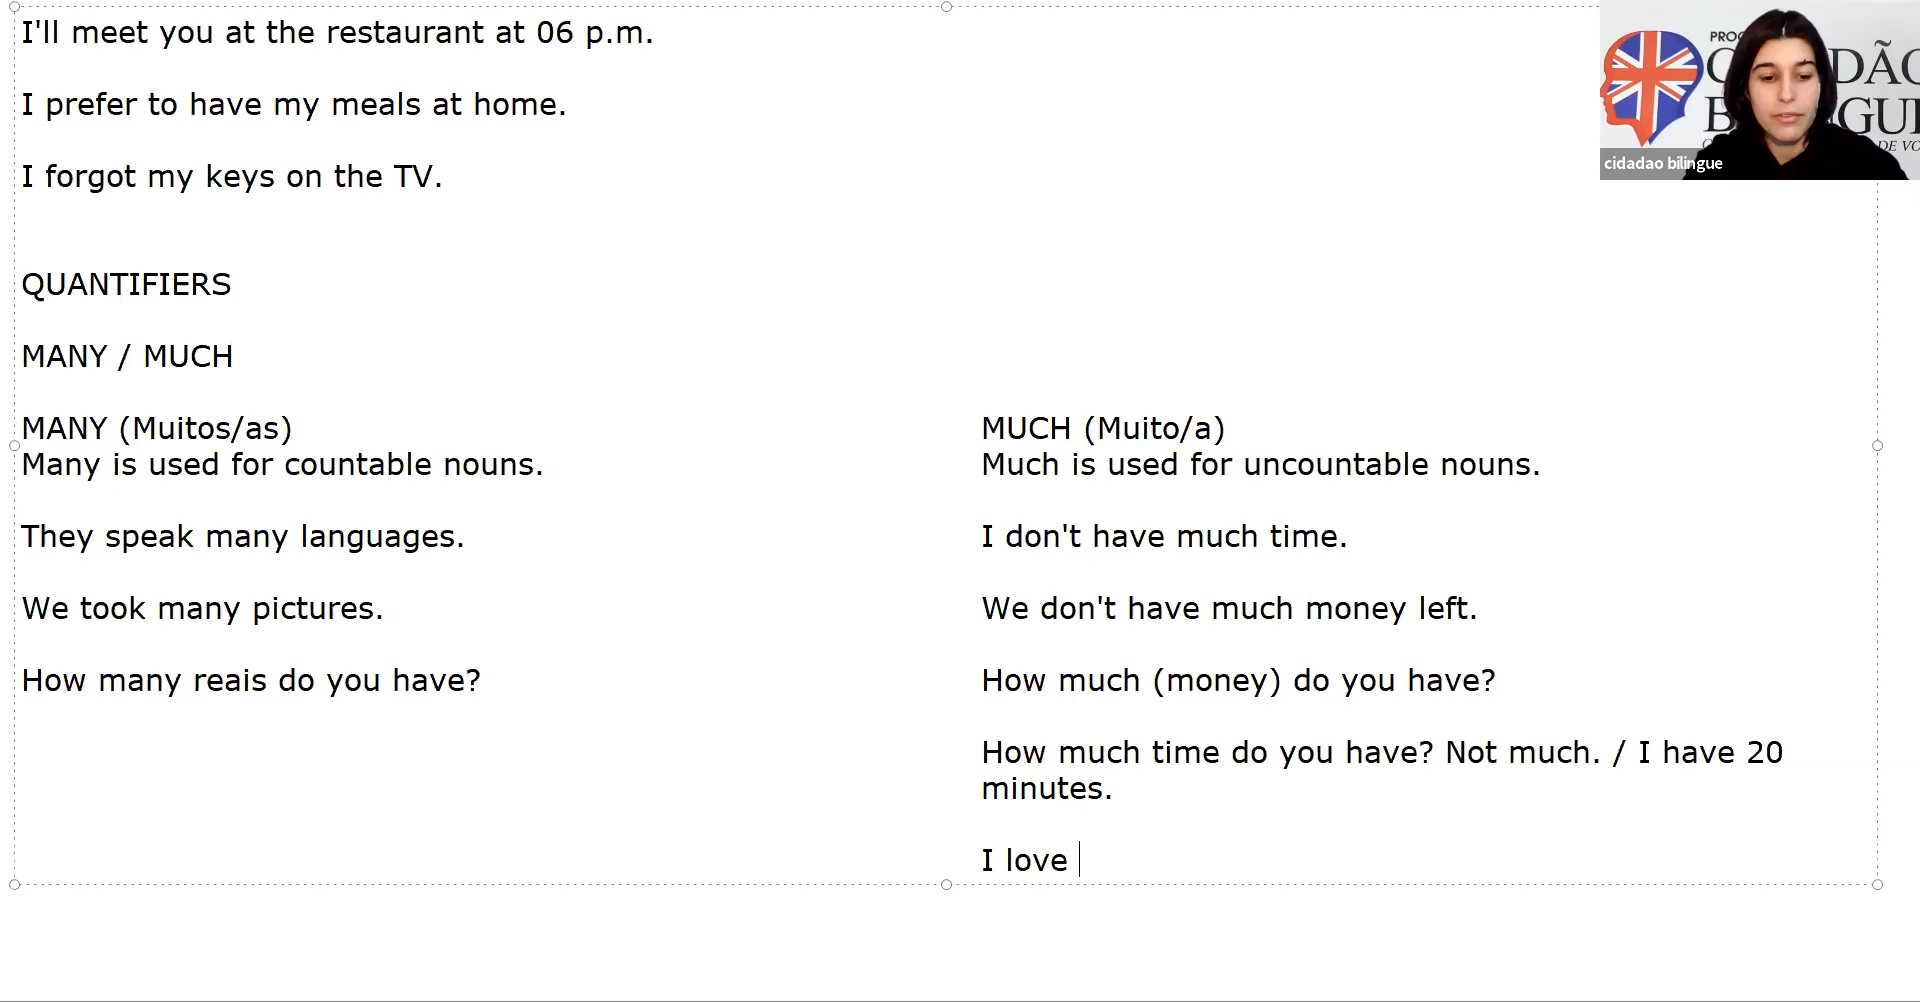 I'll meet you at the restaurant at 06 p.m.
I prefer to have my meals at home.
I forgot my keys on the TV.
QUANTIFIERS
MANY / MUCH
MANY (Muitos/as)
Many is used for countable nouns.
They speak many languages.
We took many pictures.
How many reais do you have?
MUCH (Muito/a)
Much is used for uncountable nouns.
I don't have much time.
We don't have much money left.
How much (money) do you have?
How much time do you have? Not much. / I have 20
minutes.
I love
cidadao bilingue